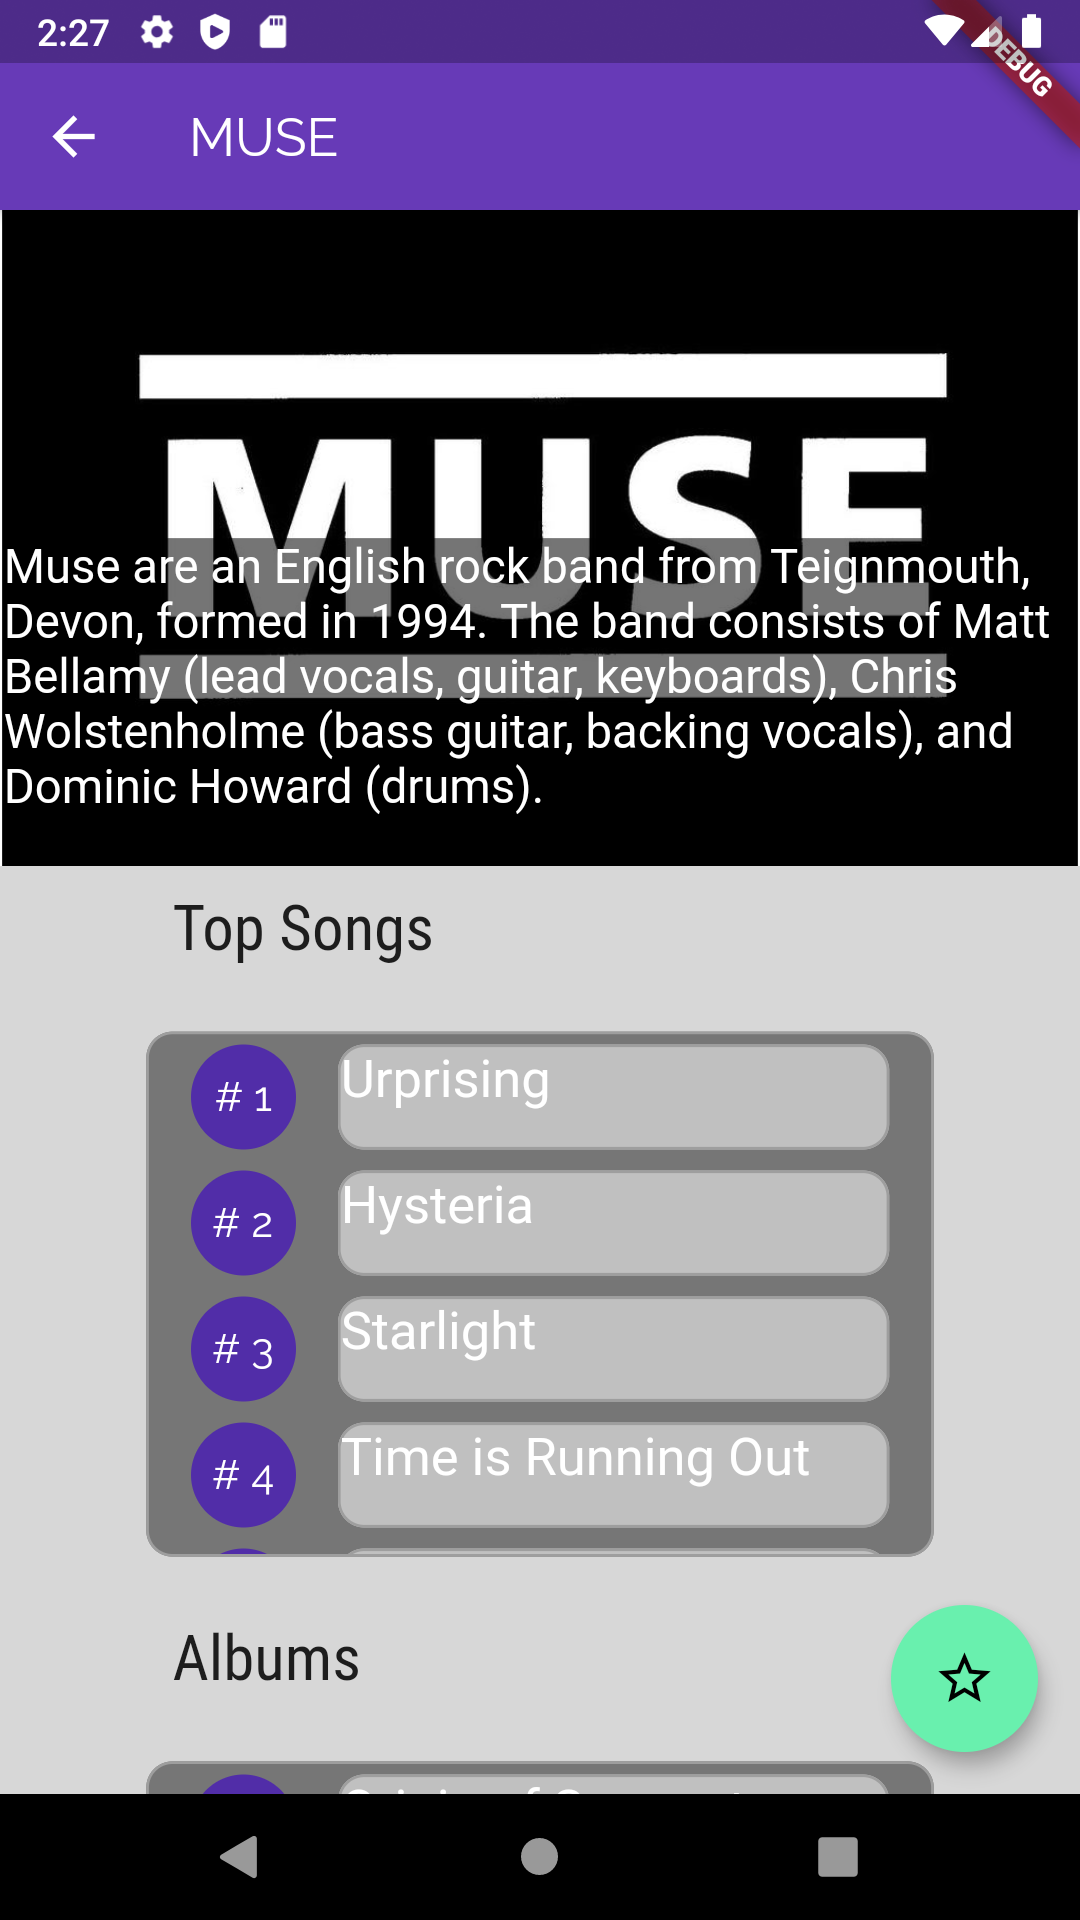 2:27
DEBUG
MUSE
MUSE
Muse are an English rock band from Teignmouth,
Devon, formed in 1994. The band consists of Matt
Bellamy (lead vocals, guitar, keyboards), Chris
Wolstenholme (bass guitar, backing vocals), and
Dominic Howard (drums).
Top Songs
# 1 Urprising
# 2 Hysteria
# 3 Starlight
# 4 Time is Running Out
Albums